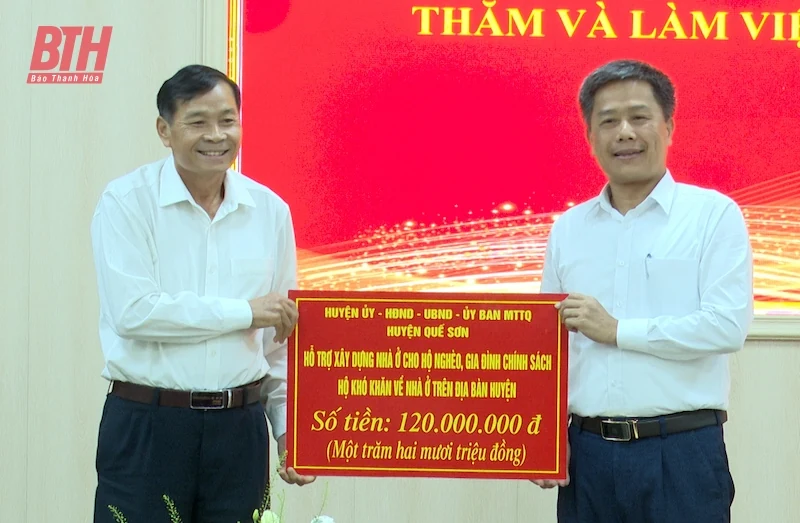 BTH
Báo Thanh Hóa
THĂM VÀ LÀM VIỆ
HUYỆN ỦY - HĐND - UBND - ỦY BAN MTTQ
HUYỆN QUẾ SƠN
HỖ TRỢ XÂY DỰNG NHÀ Ở CHO HỘ NGHÈO, GIA ĐÌNH CHÍNH SÁCH
HỘ KHÓ KHĂN VỀ NHÀ Ở TRÊN ĐỊA BÀN HUYỆN
Số tiền: 120.000.000 đ
(Một trăm hai mươi triệu đồng)